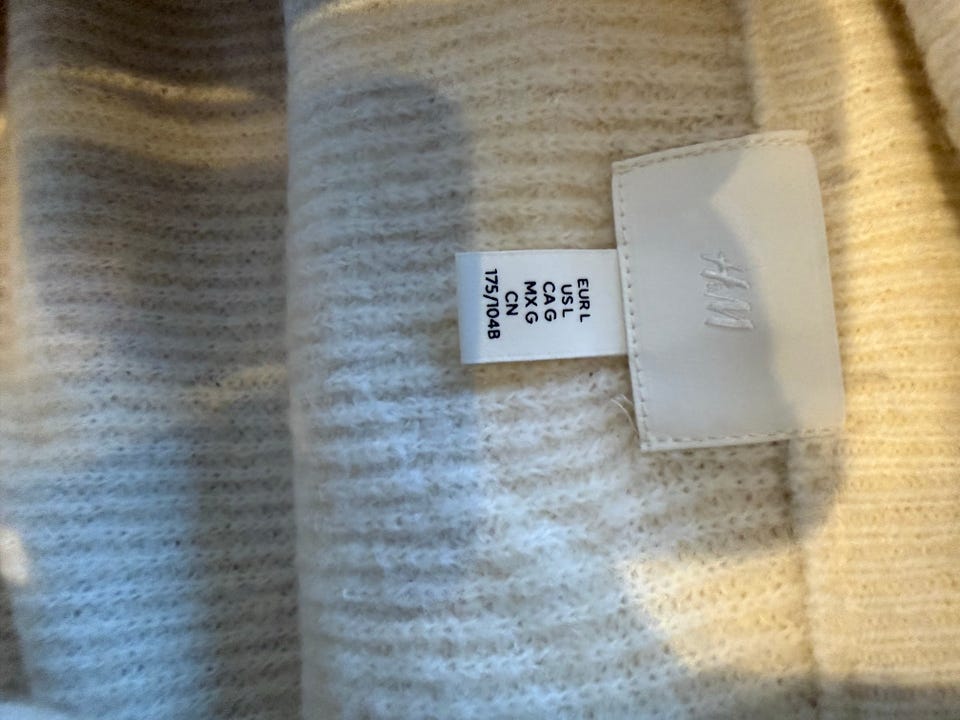 H&M
EUR L
US L
CA G
MX G
CN
175/104B